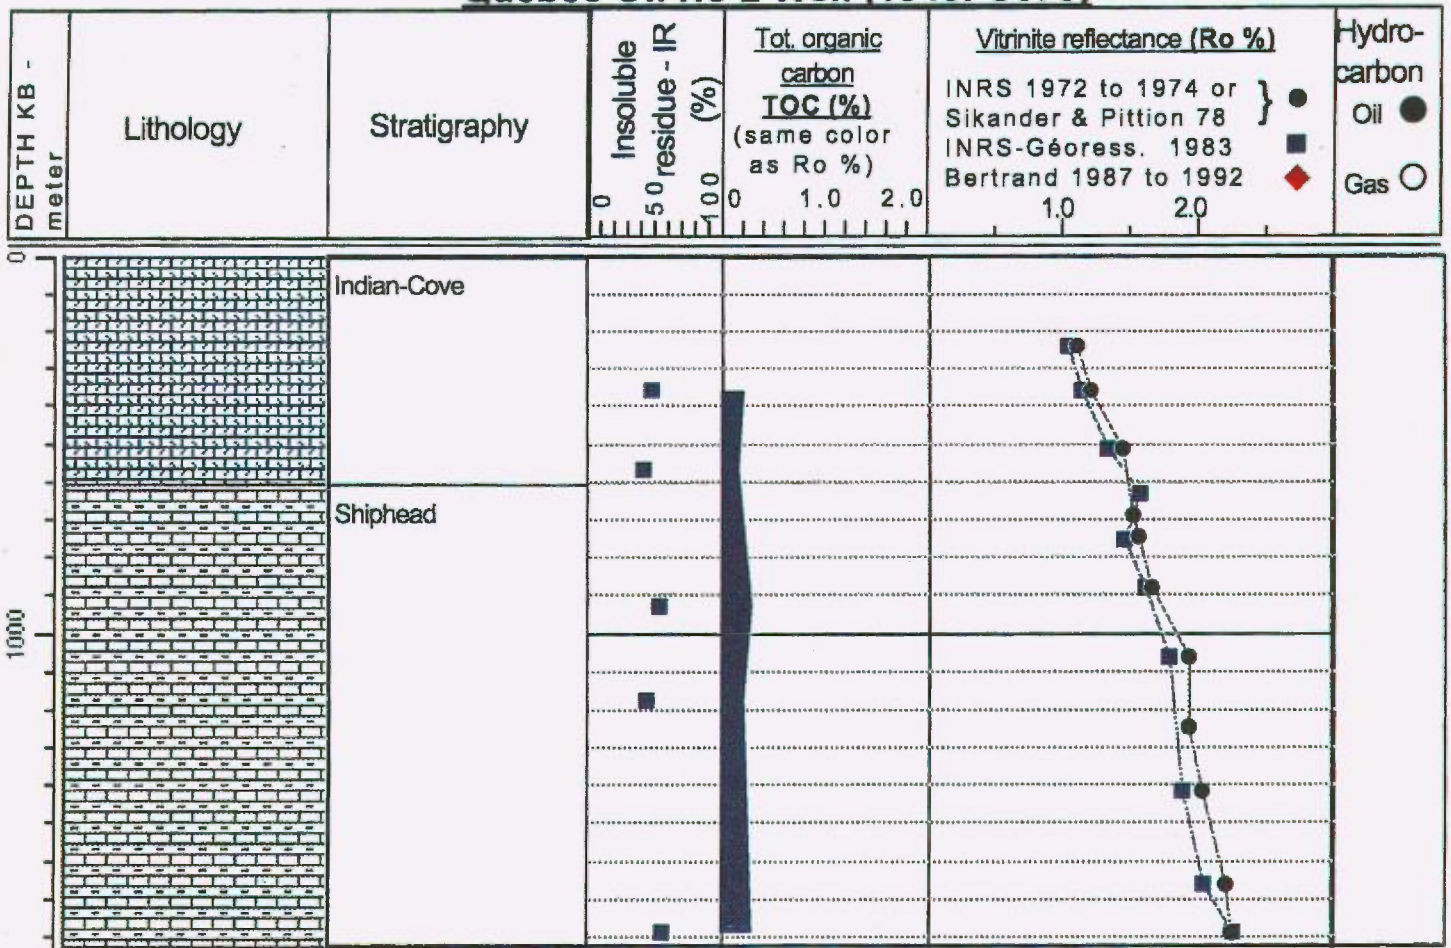 DEPTH KB -
meter
Lithology
Stratigraphy
Insoluble
residue - IR
(%)
0
50
100
Tot. organic
carbon
TOC (%)
(same color
as Ro %)
0 1.0 2.0
Vitrinite reflectance (Ro %)
INRS 1972 to 1974 or
Sikander & Pittion 78
}
INRS-Géoress. 1983
Bertrand 1987 to 1992
1.0 2.0
Hydro-
carbon
Oil
Gas
0
Indian-Cove
Shiphead
1000